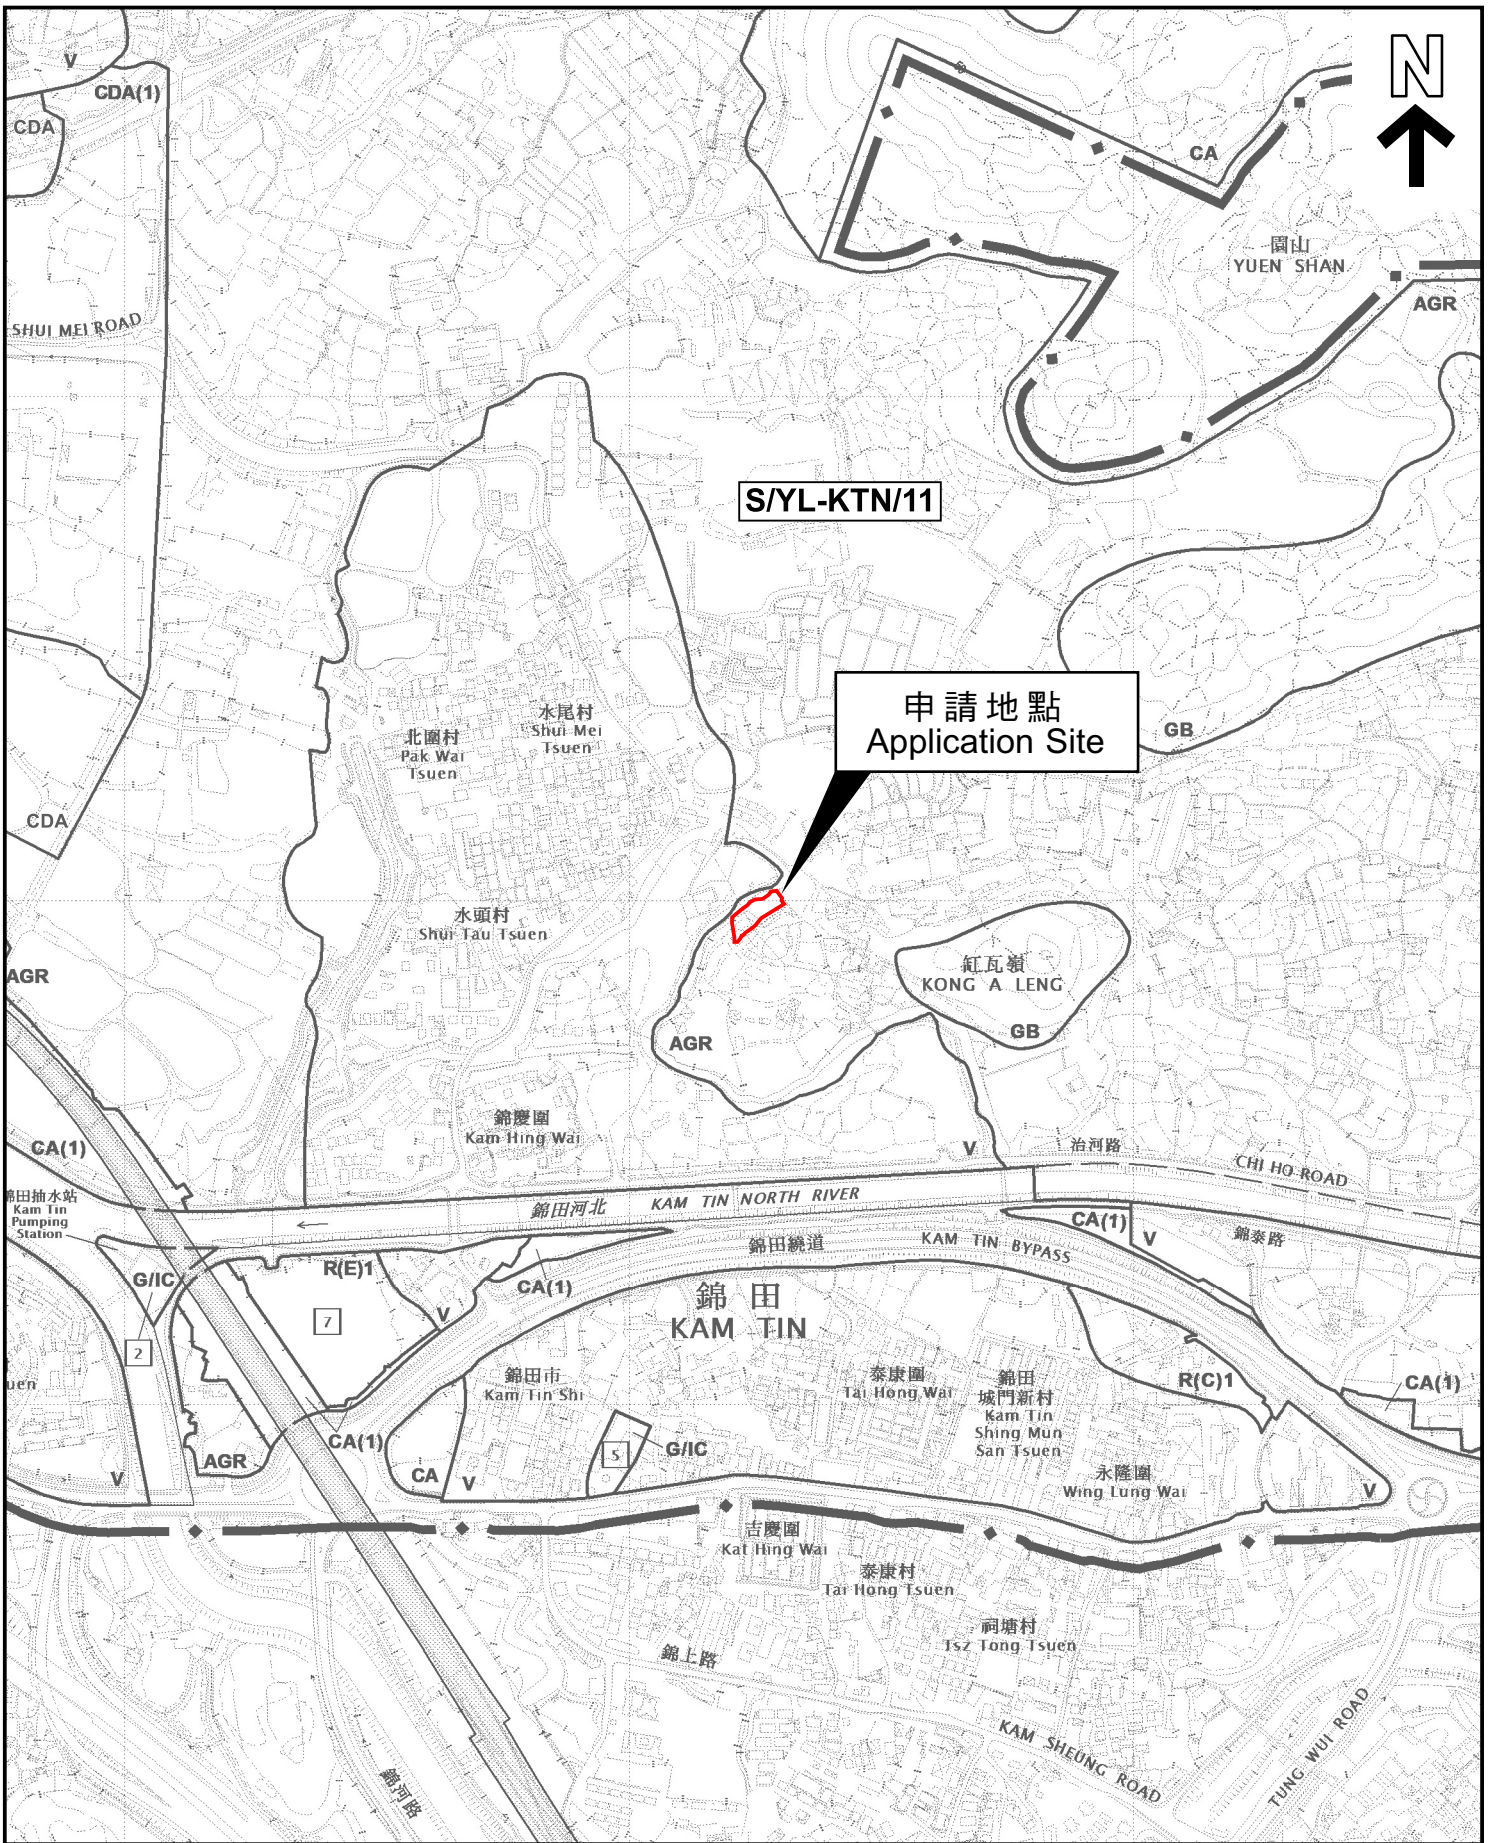 V
CDA(1)
CDA
N
CA
園山
YUEN SHAN
AGR
SHUI MEI ROAD
S/YL-KTN/11
申請地點
Application Site
水尾村
Shui Mei
Tsuen
北圍村
Pak Wai
Tsuen
GB
CDA
水頭村
Shui Tau Tsuen
AGR
缸瓦嶺
KONG A LENG
GB
AGR
錦慶圍
Kam Hing Wai
CA(1)
V
治河路
CHI HO ROAD
錦田抽水站
Kam Tin
Pumping
Station
錦田河北
KAM TIN NORTH RIVER
CA(1)
V
錦泰路
錦田繞道
KAM TIN BYPASS
G/IC
R(E)1
CA(1)
V
7
2
錦田
KAM TIN
uen
錦田市
Kam Tin Shi
泰康圍
Tai Hong Wai
錦田
城門新村
Kam Tin
Shing Mun
San Tsuen
R(C)1
CA(1)
CA(1)
AGR
V
CA
V
5
G/IC
永隆圍
Wing Lung Wai
V
吉慶圍
Kat Hing Wai
泰康村
Tai Hong Tsuen
祠塘村
Tsz Tong Tsuen
錦上路
KAM SHEUNG ROAD
錦河路
TUNG WUI ROAD